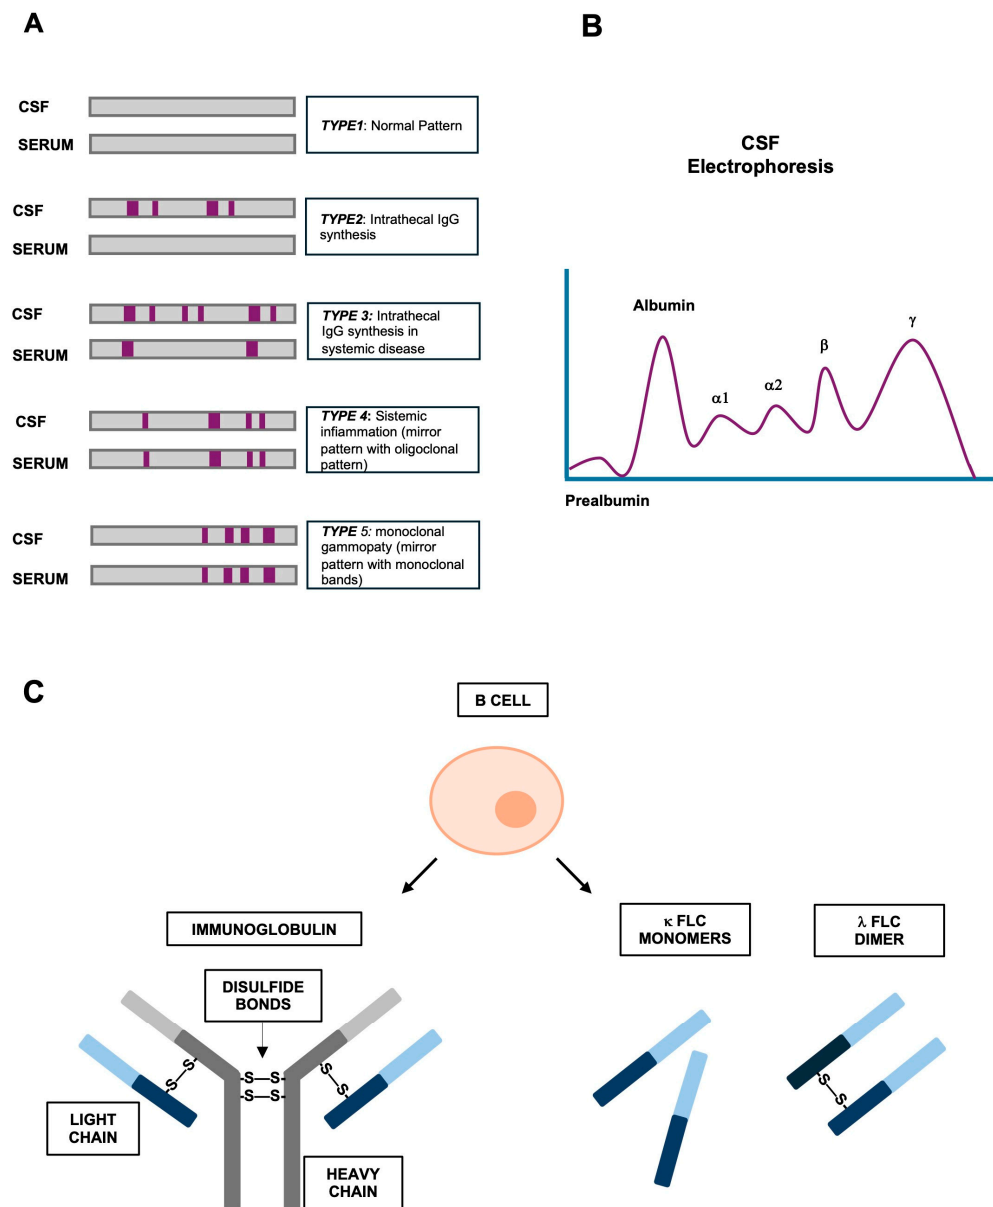 A
CSF
SERUM
TYPE1: Normal Pattern
CSF
SERUM
TYPE2: Intrathecal IgG
synthesis
CSF
SERUM
TYPE 3: Intrathecal
IgG synthesis in
systemic disease
CSF
SERUM
TYPE 4: Sistemic
infiammation (mirror
pattern with oligoclonal
pattern)
CSF
SERUM
TYPE 5: monoclonal
gammopaty (mirror
pattern with monoclonal
bands)
B
CSF
Electrophoresis
Albumin
α1
α2
β
γ
Prealbumin
C
B CELL
IMMUNOGLOBULIN
DISULFIDE
BONDS
-S—S-
-S—S-
-S—S-
-S—S-
LIGHT
CHAIN
HEAVY
CHAIN
κ FLC
MONOMERS
λ FLC
DIMER
-S—S-